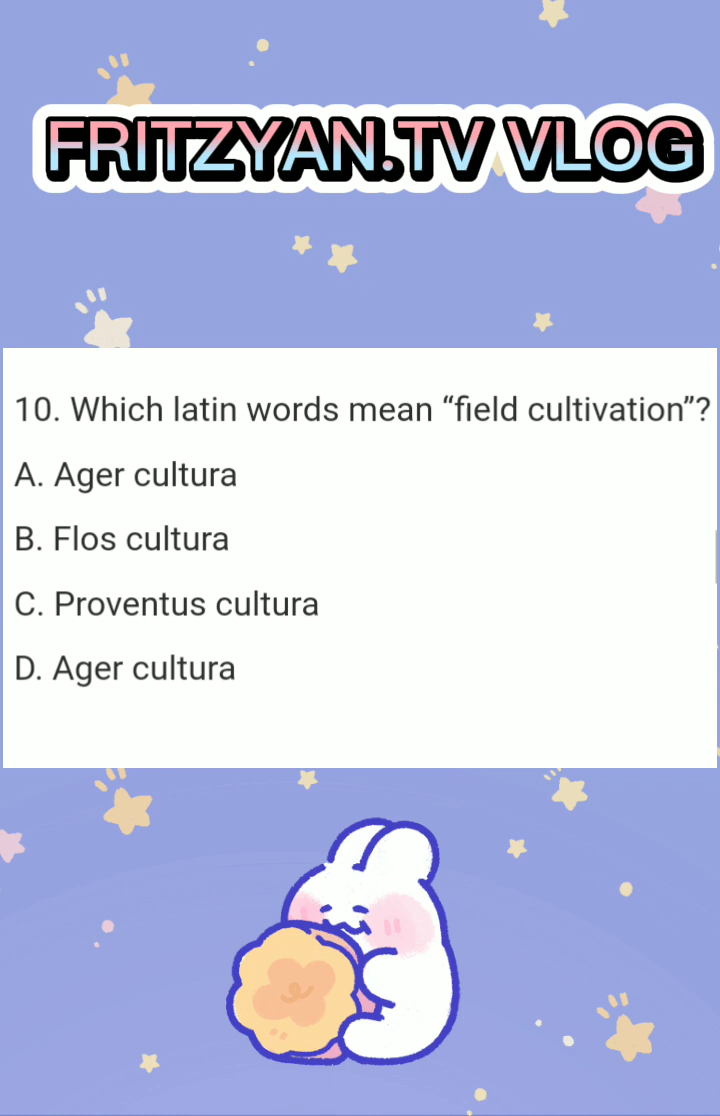 FRITZYAN.TV VLOG
10. Which latin words mean “field cultivation”?
A. Ager cultura
B. Flos cultura
C. Proventus cultura
D. Ager cultura